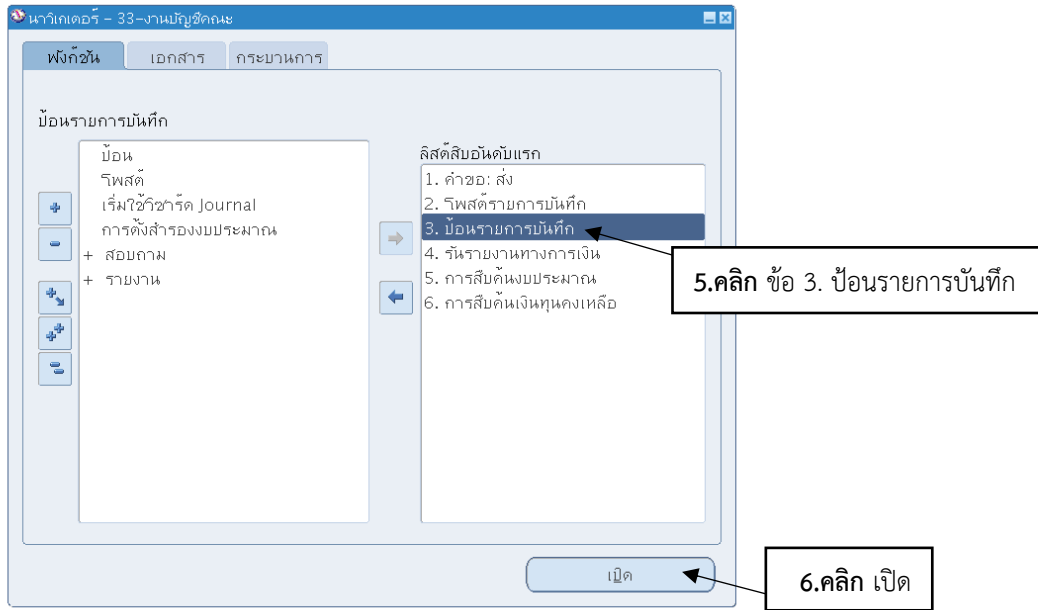 นาวิเกเตอร์ – 33-งานบัญชีคณะ
ฟังก์ชัน
เอกสาร
กระบวนการ
ป้อนรายการบันทึก
ป้อน
โพสต์
เริ่มใช้วิซาร์ด Journal
การตั้งสำรองงบประมาณ
+ สอบถาม
+ รายงาน
ลิสต์สิบอันดับแรก
1. คำขอ: ส่ง
2. โพสต์รายการบันทึก
3. ป้อนรายการบันทึก
4. รันรายงานทางการเงิน
5. การสืบค้นงบประมาณ
6. การสืบค้นเงินทุนคงเหลือ
5.คลิก ข้อ 3. ป้อนรายการบันทึก
เปิด
6.คลิก เปิด